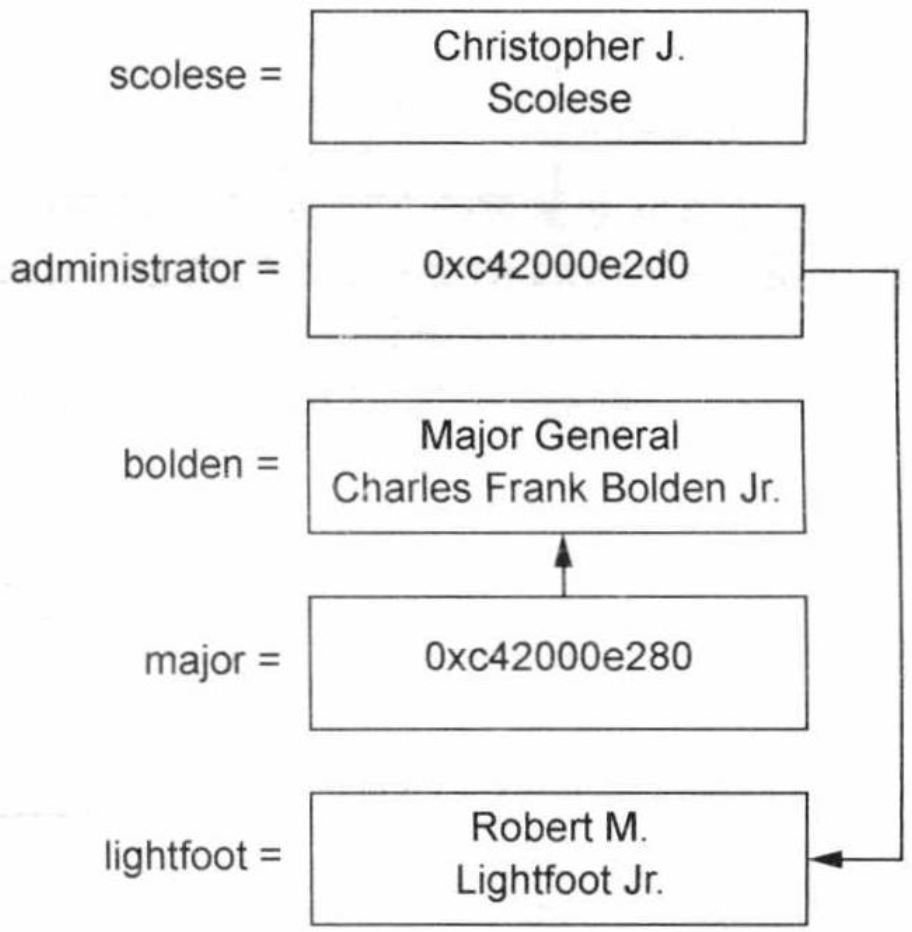 scolese =
Christopher J.
Scolese
administrator =
0xc42000e2d0
bolden =
Major General
Charles Frank Bolden Jr.
major =
0xc42000e280
lightfoot =
Robert M.
Lightfoot Jr.